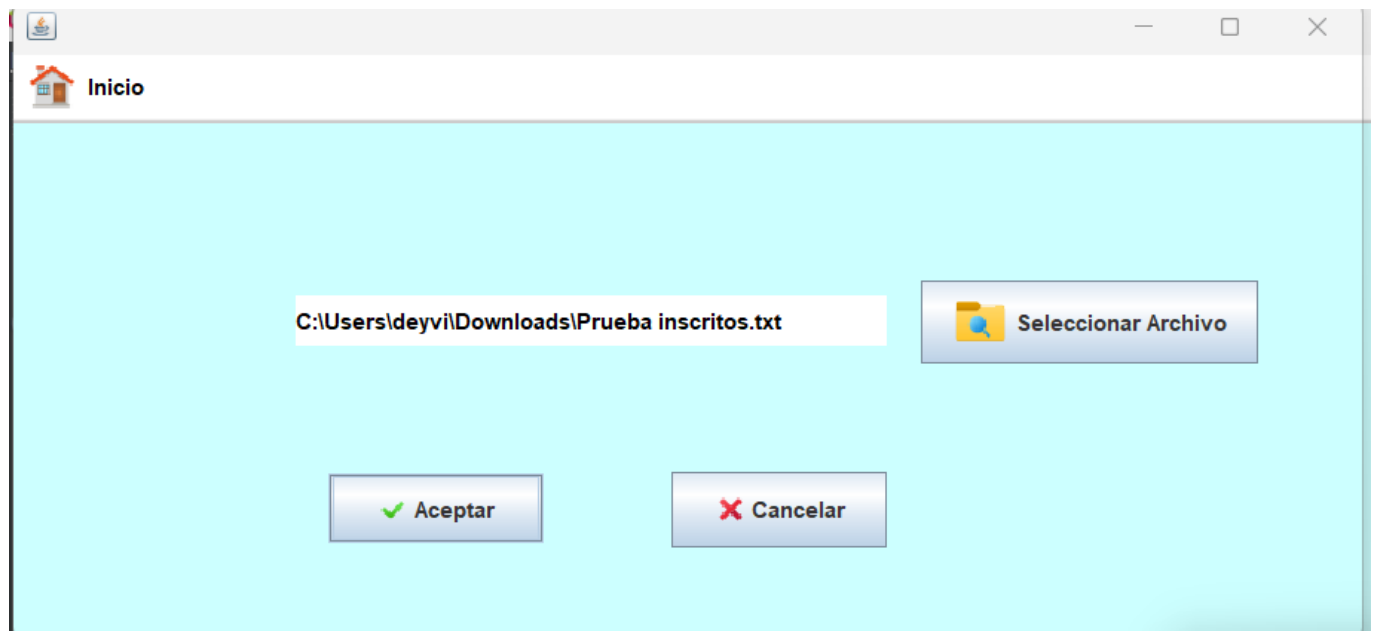 Inicio
C:\Users\deyvi\Downloads\Prueba inscritos.txt
Seleccionar Archivo
Aceptar
Cancelar